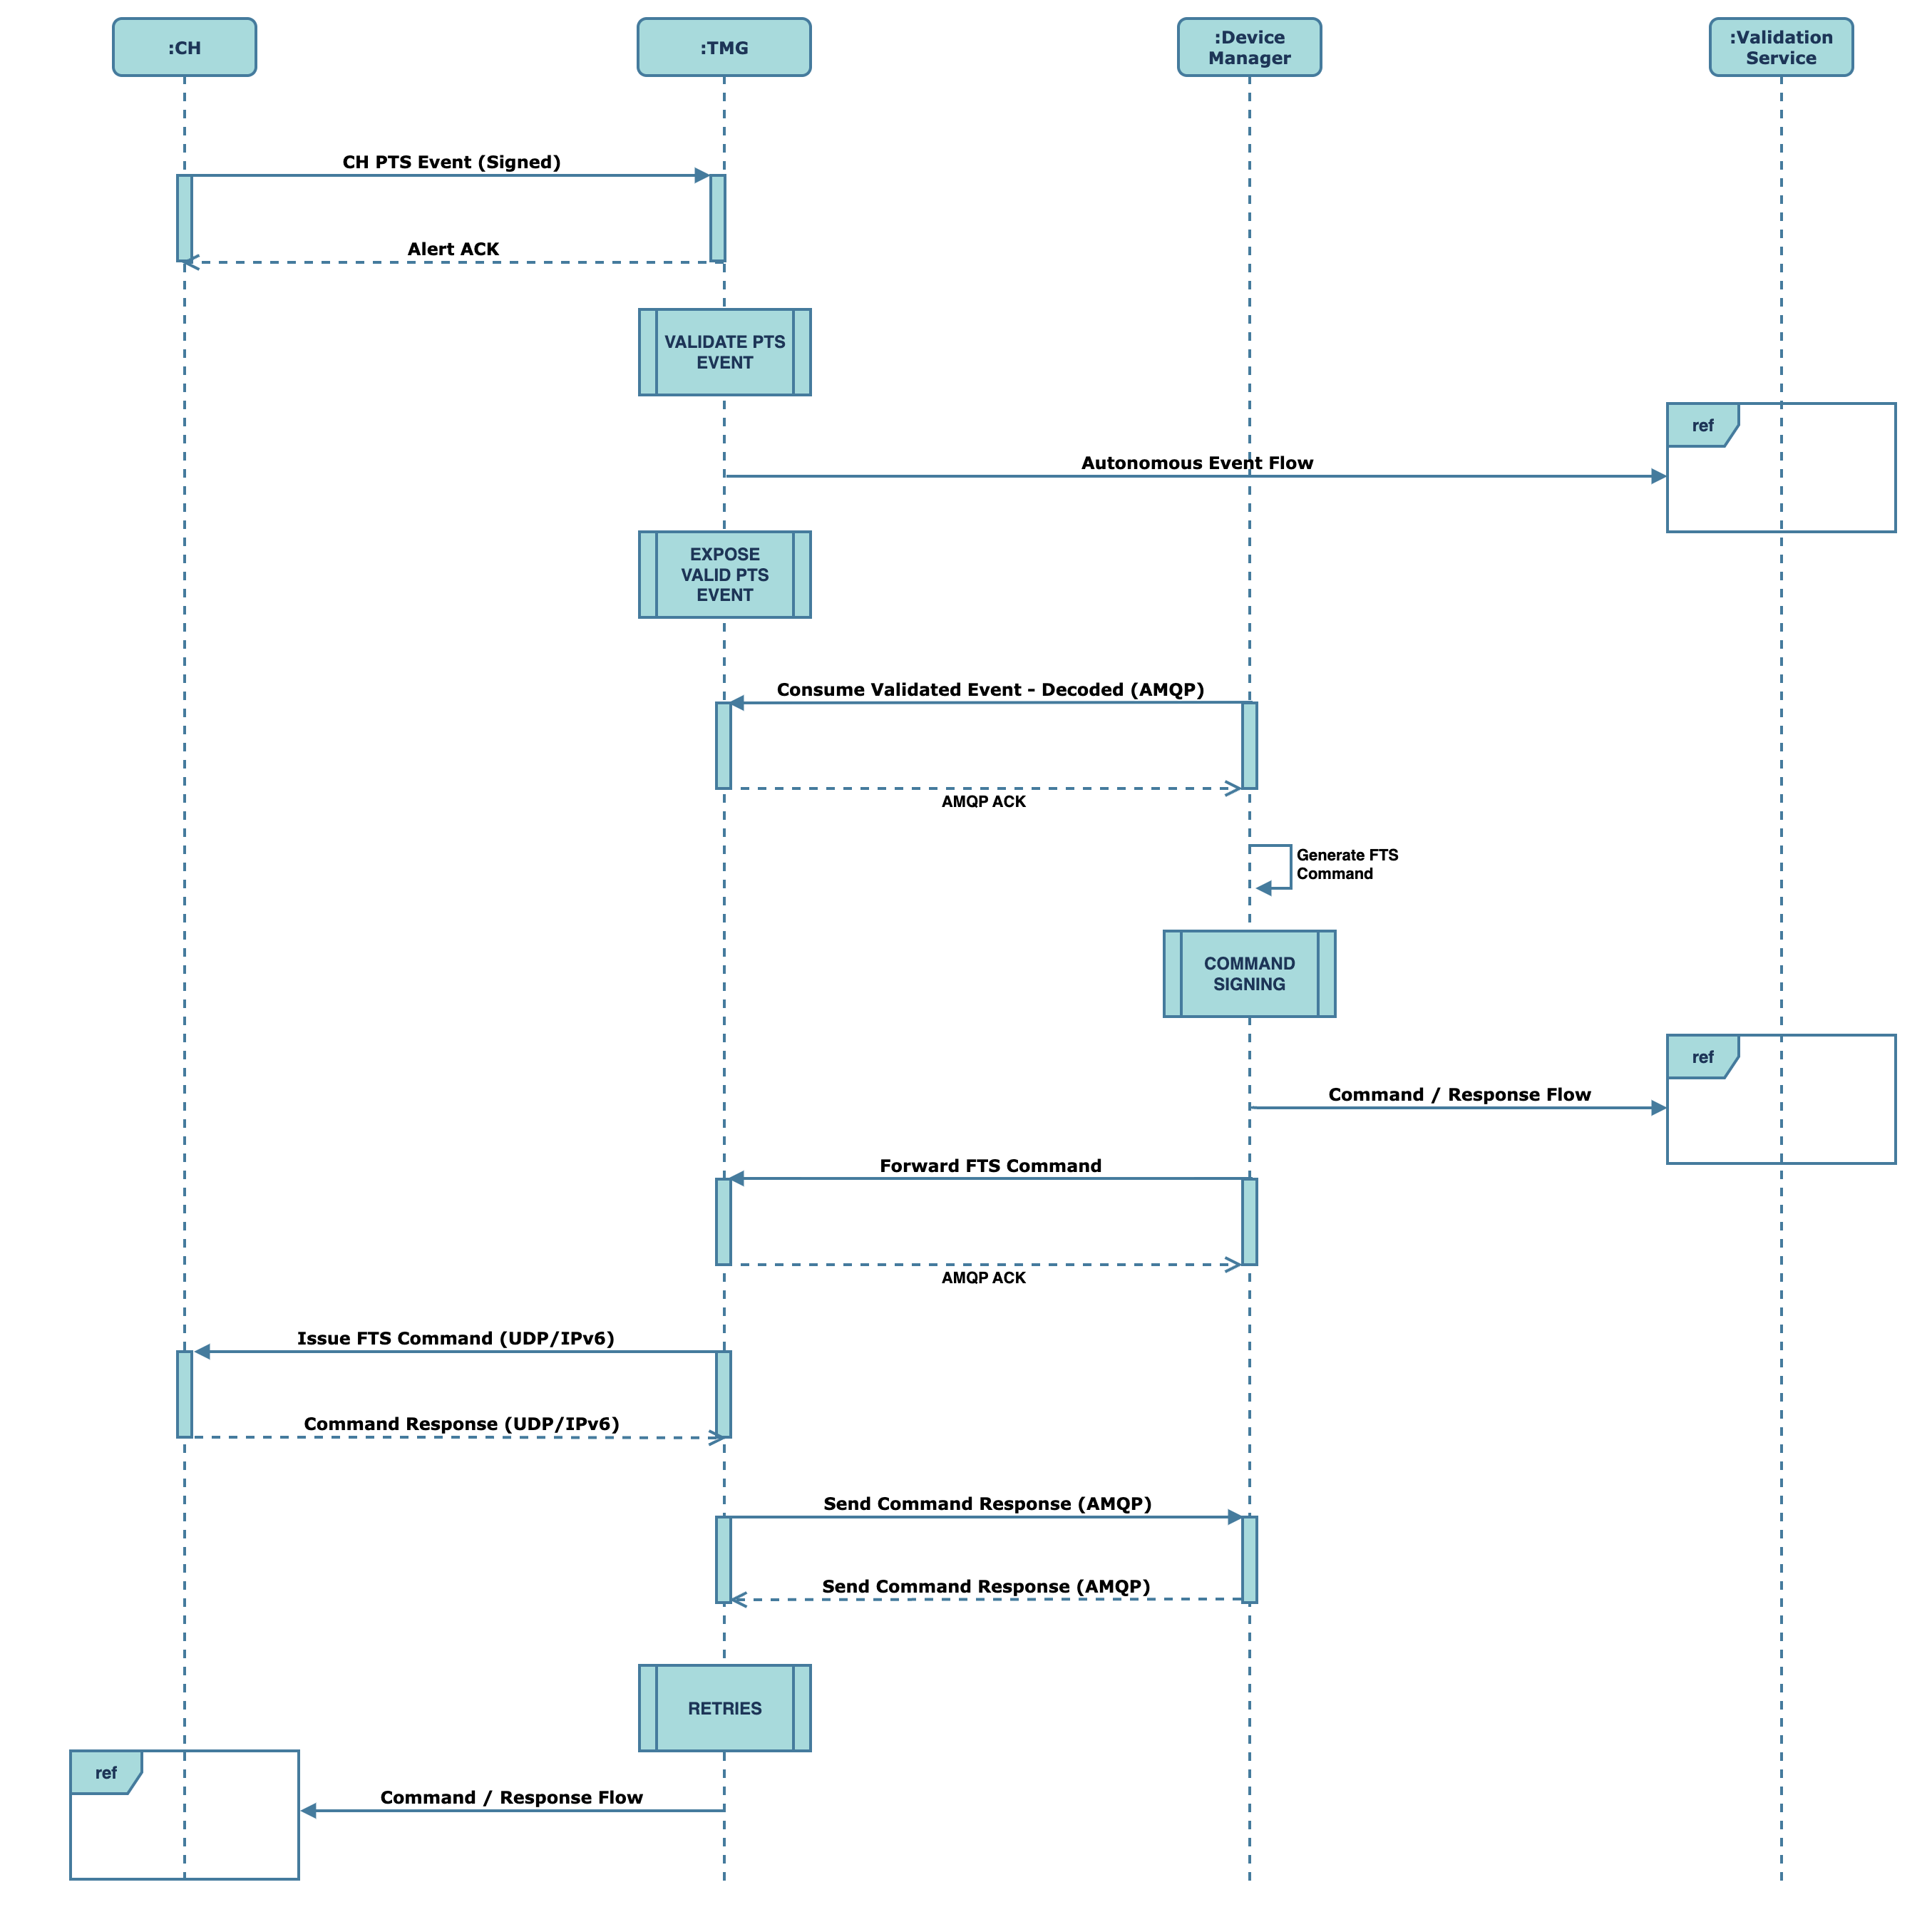 :CH
:TMG
:Device
Manager
:Validation
Service
CH PTS Event (Signed)
Alert ACK
VALIDATE PTS
EVENT
ref
Autonomous Event Flow
EXPOSE
VALID PTS
EVENT
Consume Validated Event - Decoded (AMQP)
AMQP ACK
Generate FTS
Command
COMMAND
SIGNING
ref
Command / Response Flow
Forward FTS Command
AMQP ACK
Issue FTS Command (UDP/IPv6)
Command Response (UDP/IPv6)
Send Command Response (AMQP)
Send Command Response (AMQP)
RETRIES
ref
Command / Response Flow